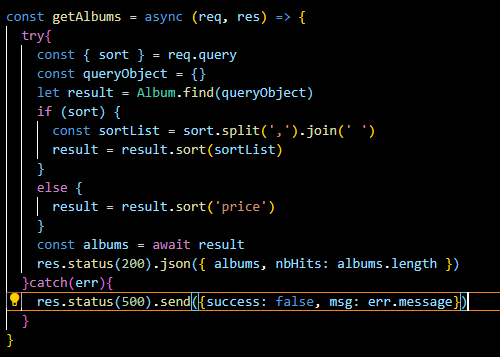 const getAlbums = async (req, res) => {
  try{
    const { sort } = req.query
    const queryObject = {}
    let result = Album.find(queryObject)
    if (sort) {
      const sortList = sort.split(',').join(' ')
      result = result.sort(sortList)
    }
    else {
      result = result.sort('price')
    }
    const albums = await result
    res.status(200).json({ albums, nbHits: albums.length })
  }catch(err){
    res.status(500).send({success: false, msg: err.message})
  }
}